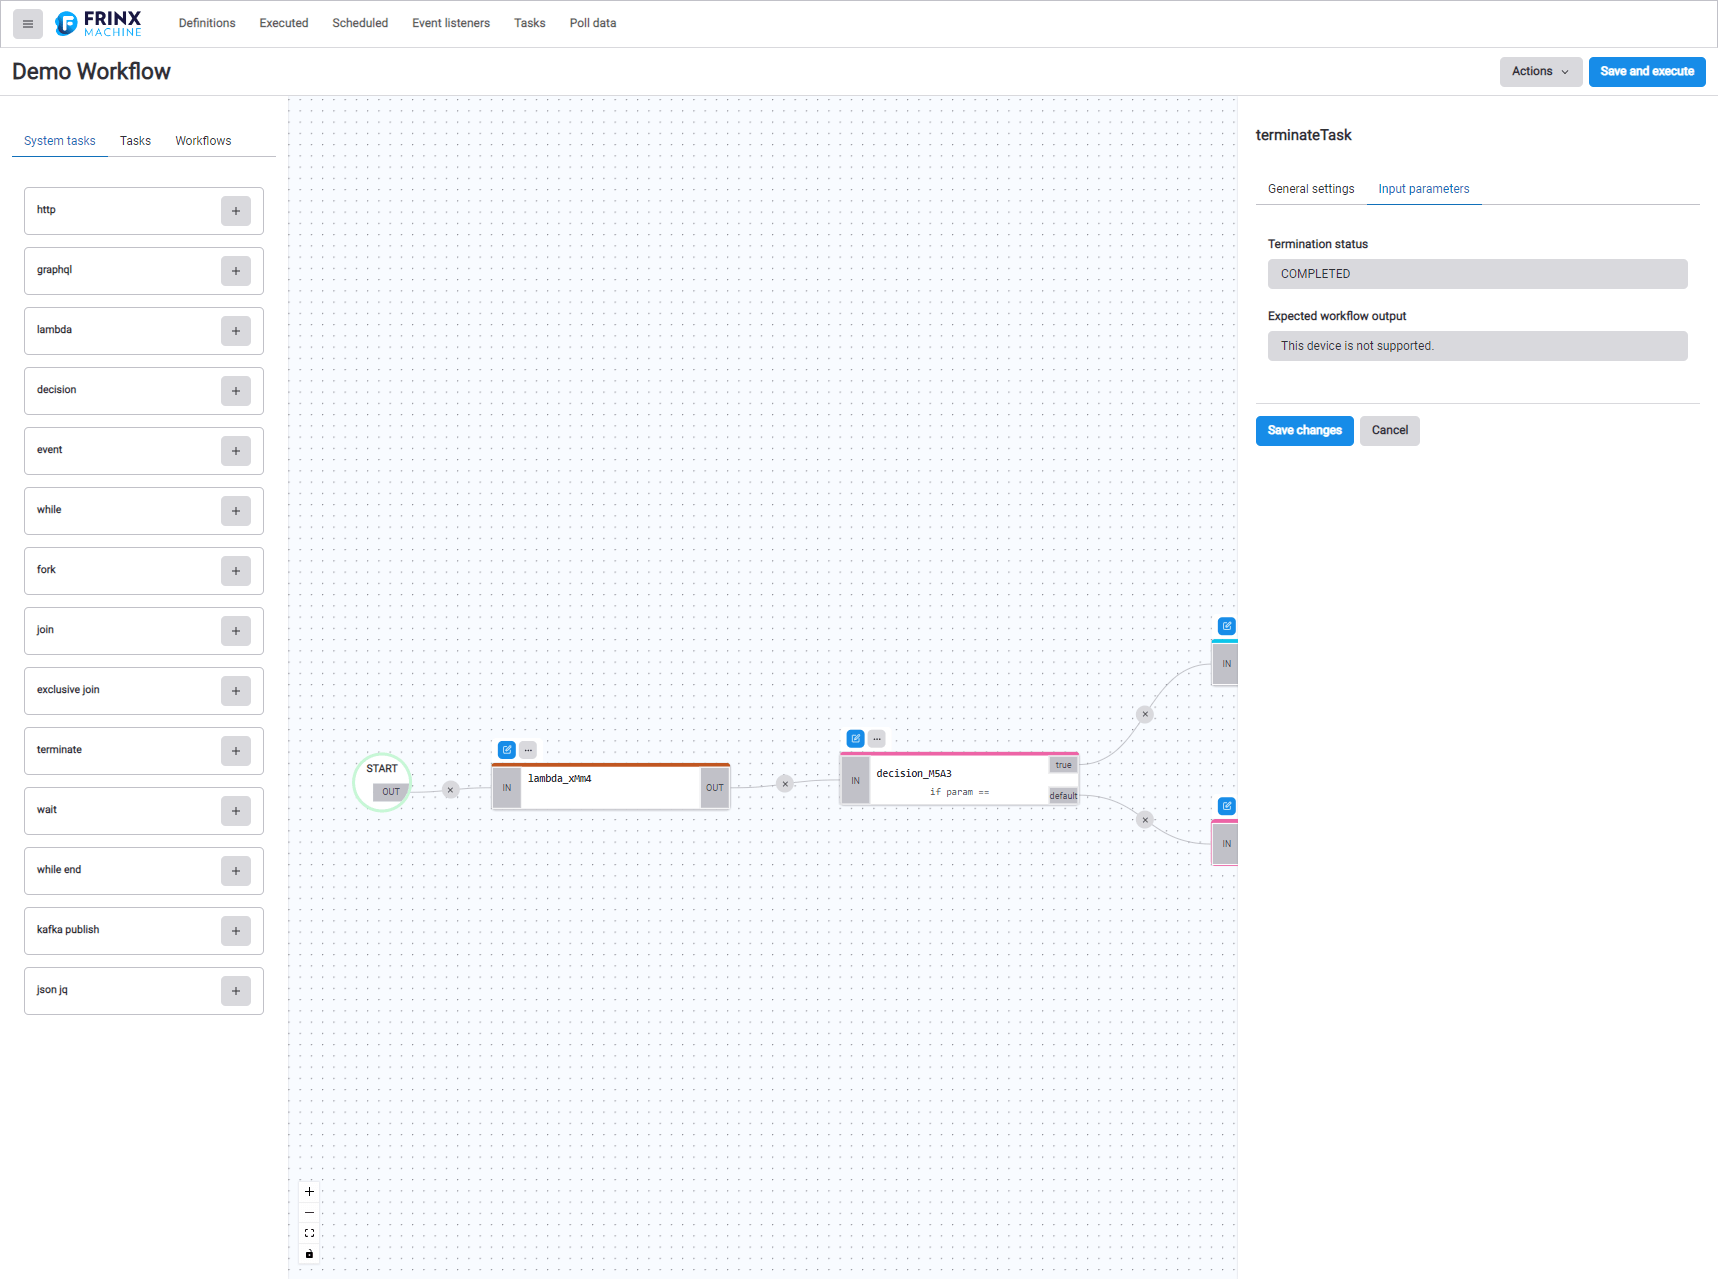 FRINX
MACHINE
Definitions
Executed
Scheduled
Event listeners
Tasks
Poll data
Demo Workflow
Actions
Save and execute
System tasks
Tasks
Workflows
http
graphql
lambda
decision
event
while
fork
join
exclusive join
terminate
wait
while end
kafka publish
json jq
START
OUT
IN
lambda_xMm4
OUT
IN
decision_M5A3
if param ==
true
default
IN
IN
terminateTask
General settings
Input parameters
Termination status
COMPLETED
Expected workflow output
This device is not supported.
Save changes
Cancel